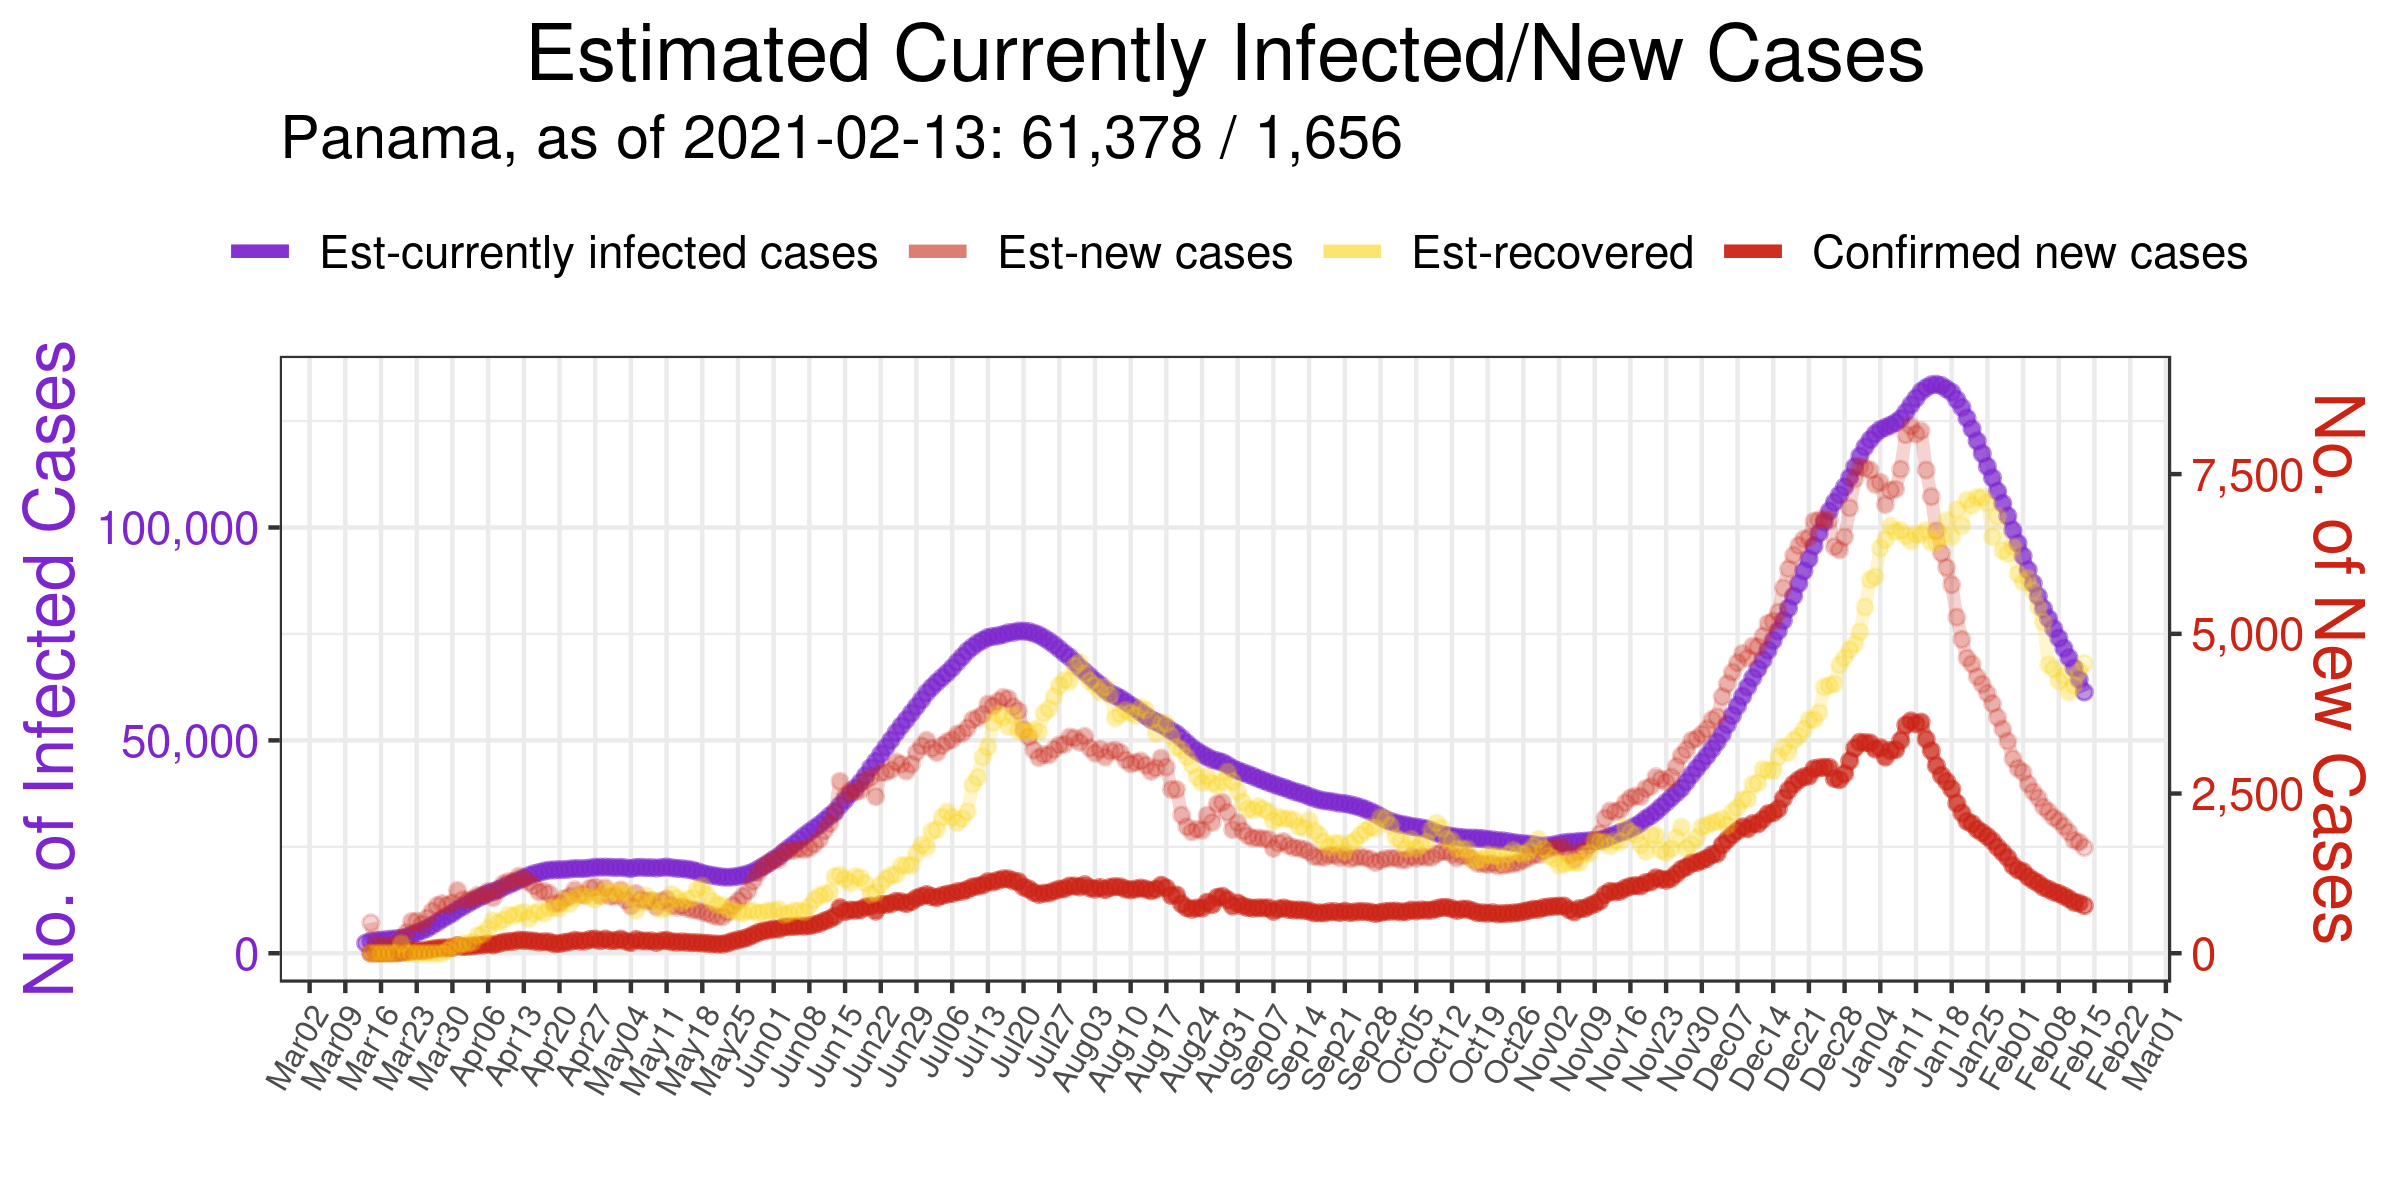 Estimated Currently Infected/New Cases
Panama, as of 2021-02-13: 61,378 / 1,656
Est-currently infected cases Est-new cases Est-recovered Confirmed new cases
No. of Infected Cases
100,000
50,000
0
7,500
5,000
2,500
0
No. of New Cases
Mar02 Mar09 Mar16 Mar23 Mar30 Apr06 Apr13 Apr20 Apr27 May04 May11 May18 May25 Jun01 Jun08 Jun15 Jun22 Jun29 Jul06 Jul13 Jul20 Jul27 Aug03 Aug10 Aug17 Aug24 Aug31 Sep07 Sep14 Sep21 Sep28 Oct05 Oct12 Oct19 Oct26 Nov02 Nov09 Nov16 Nov23 Nov30 Dec07 Dec14 Dec21 Dec28 Jan04 Jan11 Jan18 Jan25 Feb01 Feb08 Feb15 Feb22 Mar01